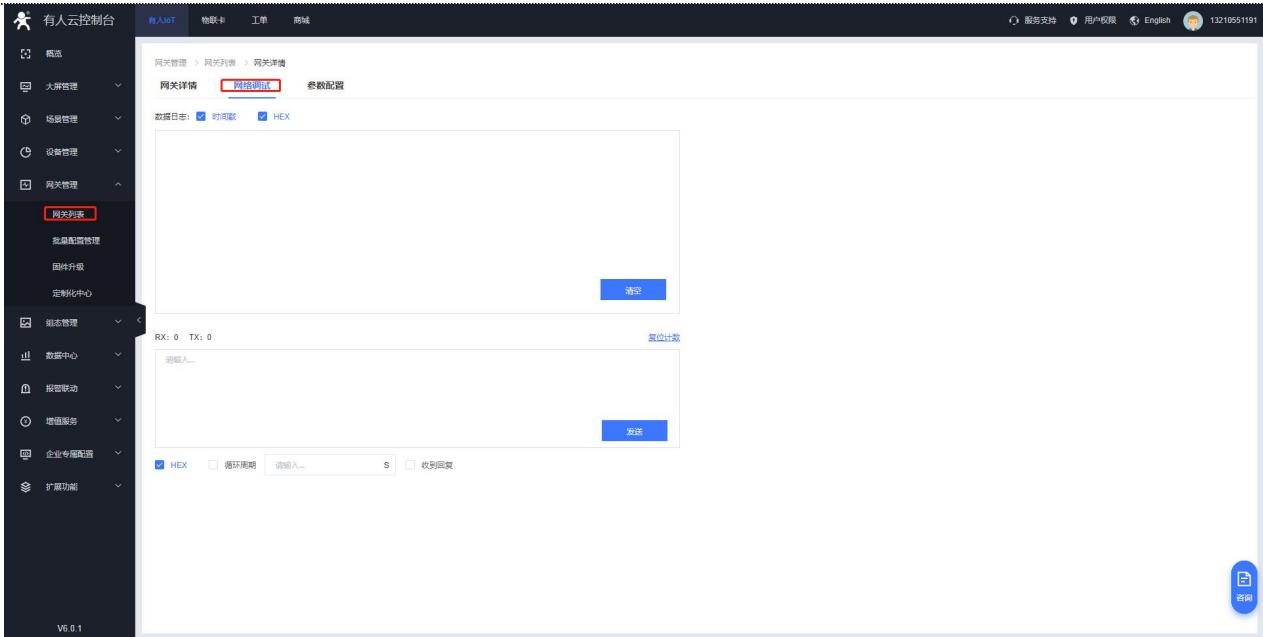 有人云控制台
有人IoT 物联卡 工单 商城
服务支持 用户权限 English 13210551191
概览
大屏管理
场景管理
设备管理
网关管理
网关列表
批量配置管理
固件升级
定制化中心
组态管理
数据中心
报警联动
增值服务
企业专属配置
扩展功能
V6.0.1
网关管理 > 网关列表 > 网关详情
网关详情 网络调试 参数配置
数据日志: 时间戳 HEX
清空
RX: 0 TX: 0 复位计数
请输入...
发送
HEX 循环周期 请输入... S 收到回复
咨询